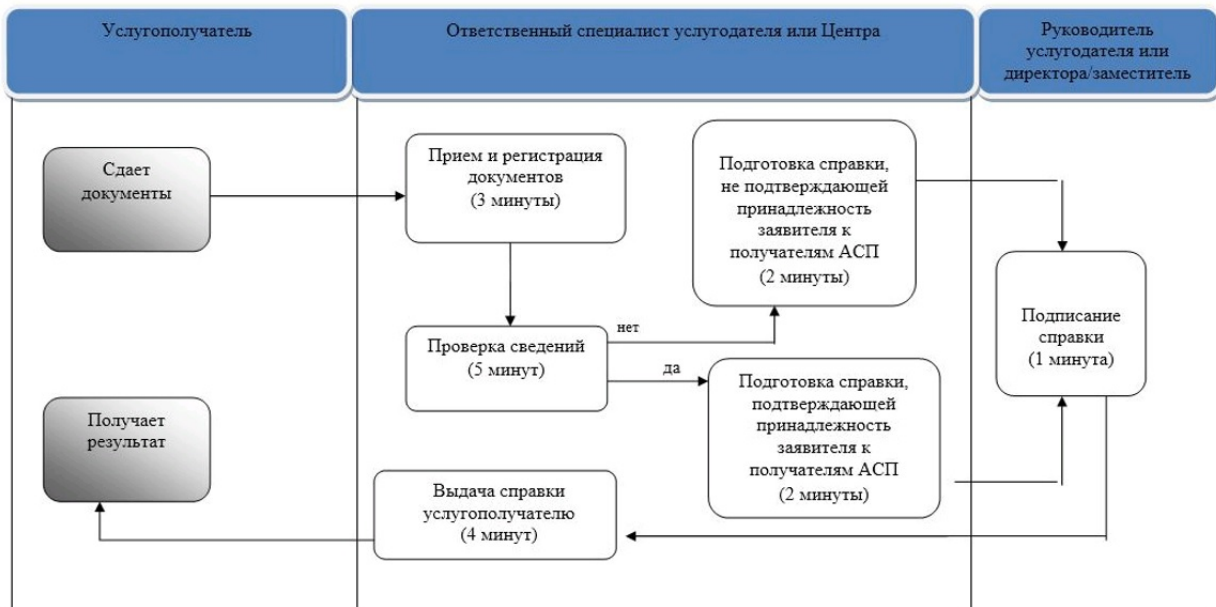 Услугополучатель
Ответственный специалист услугодателя или Центра
Руководитель
услугодателя или
директора/заместитель
Сдает
документы
Прием и регистрация
документов
(3 минуты)
Подготовка справки,
не подтверждающей
принадлежность
заявителя к
получателям АСП
(2 минуты)
Проверка сведений
(5 минут)
нет
да
Подготовка справки,
подтверждающей
принадлежность
заявителя к
получателям АСП
(2 минуты)
Подписание
справки
(1 минута)
Выдача справки
услугополучателю
(4 минут)
Получает
результат